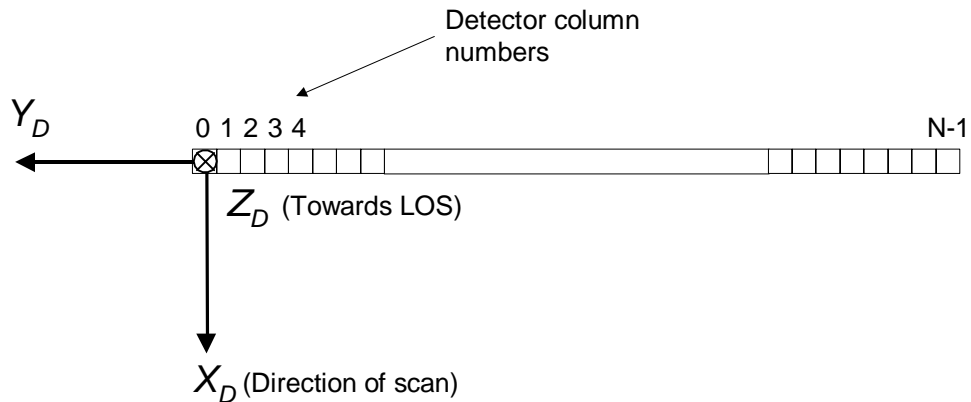 Detector column
numbers
Y_D
0 1 2 3 4
N-1
Z_D (Towards LOS)
X_D (Direction of scan)